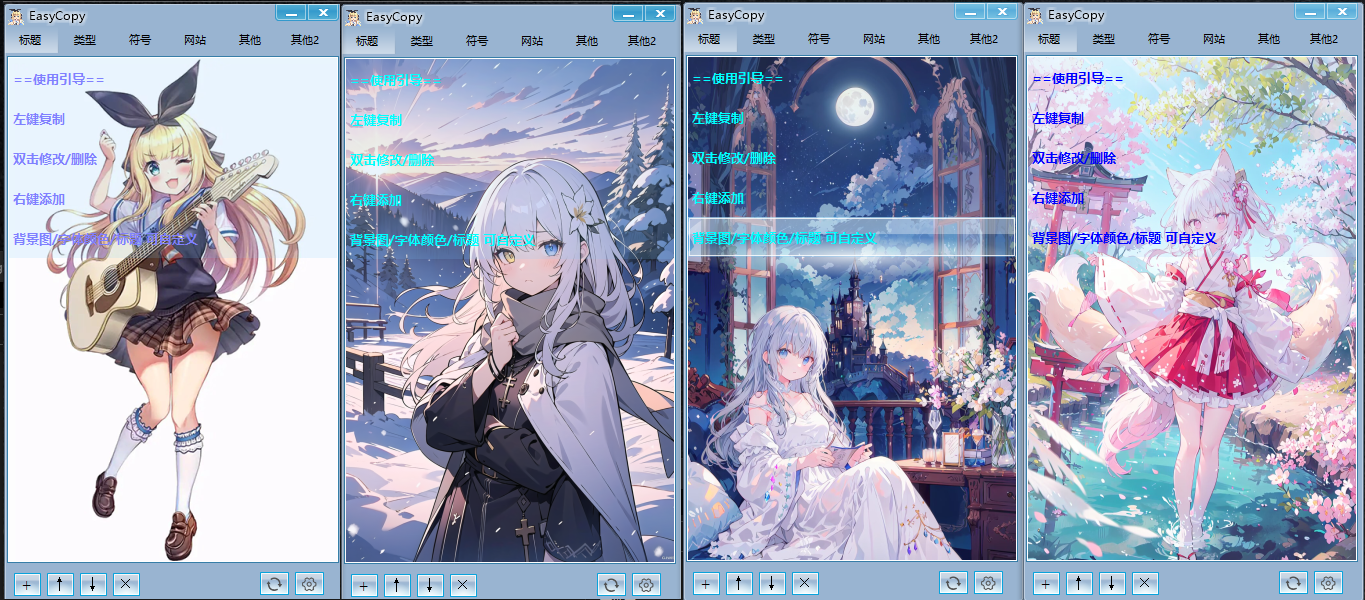 EasyCopy
标题 类型 符号 网站 其他 其他2
==使用引导==
左键复制
双击修改/删除
右键添加
背景图/字体颜色/标题 可自定义
EasyCopy
标题 类型 符号 网站 其他 其他2
==使用引导==
左键复制
双击修改/删除
右键添加
背景图/字体颜色/标题 可自定义
EasyCopy
标题 类型 符号 网站 其他 其他2
==使用引导==
左键复制
双击修改/删除
右键添加
背景图/字体颜色/标题 可自定义
EasyCopy
标题 类型 符号 网站 其他 其他2
==使用引导==
左键复制
双击修改/删除
右键添加
背景图/字体颜色/标题 可自定义